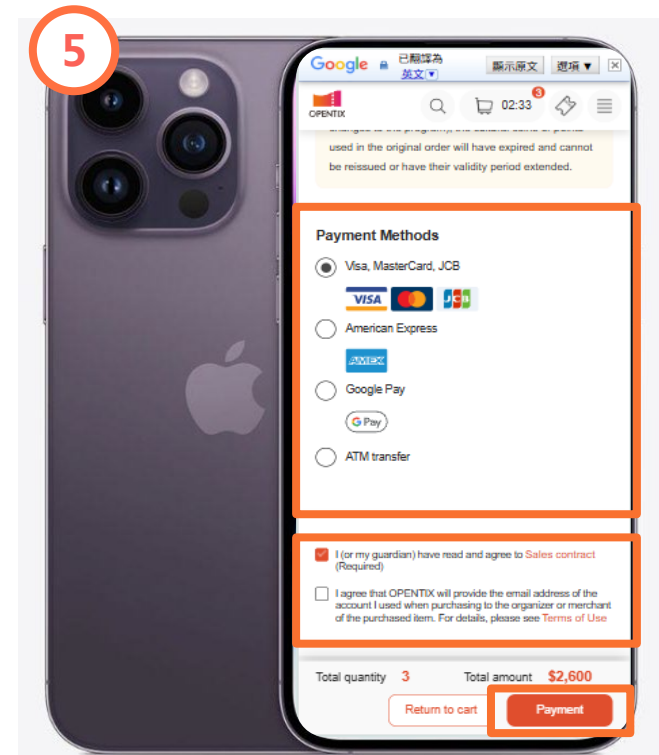 5
Google 已翻譯為 英文▼ 顯示原文 選項 ▼ ×
OPENTIX 02:33 3
used in the original order will have expired and cannot
be reissued or have their validity period extended.
Payment Methods
Visa, MasterCard, JCB
VISA JCB
American Express
AMEX
Google Pay
G Pay
ATM transfer
I (or my guardian) have read and agree to Sales contract
(Required)
I agree that OPENTIX will provide the email address of the
account I used when purchasing to the organizer or merchant
of the purchased item. For details, please see Terms of Use
Total quantity 3 Total amount $2,600
Return to cart Payment